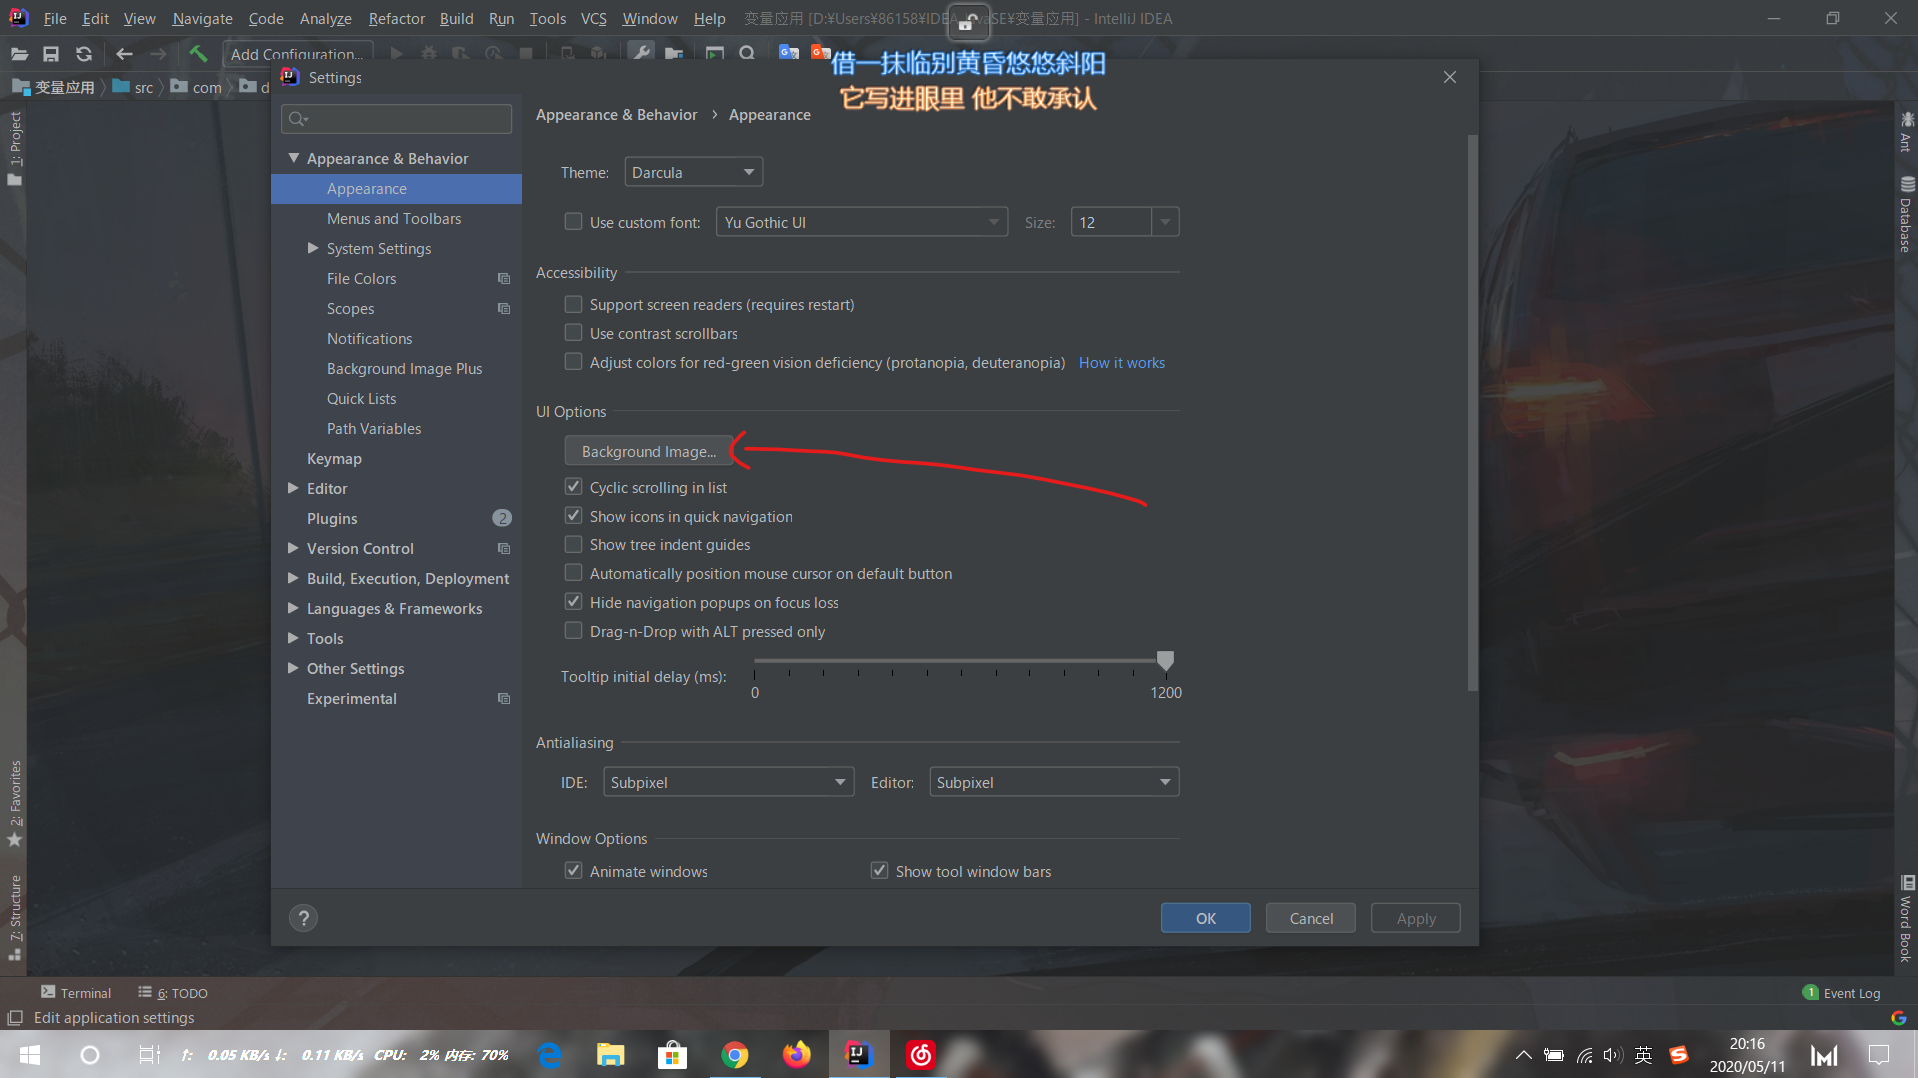 File Edit View Navigate Code Analyze Refactor Build Run Tools VCS Window Help 变量应用 [D:¥Users¥86158¥IDEA JavaSE¥变量应用] - IntelliJ IDEA
Add Configuration...
借一抹临别黄昏悠悠斜阳
它写进眼里 他不敢承认
变量应用 src com d
Settings
Appearance & Behavior › Appearance
Appearance & Behavior
Appearance
Menus and Toolbars
System Settings
File Colors
Scopes
Notifications
Background Image Plus
Quick Lists
Path Variables
Keymap
Editor
Plugins 2
Version Control
Build, Execution, Deployment
Languages & Frameworks
Tools
Other Settings
Experimental
Theme: Darcula
Use custom font: Yu Gothic UI Size: 12
Accessibility
Support screen readers (requires restart)
Use contrast scrollbars
Adjust colors for red-green vision deficiency (protanopia, deuteranopia) How it works
UI Options
Background Image...
Cyclic scrolling in list
Show icons in quick navigation
Show tree indent guides
Automatically position mouse cursor on default button
Hide navigation popups on focus loss
Drag-n-Drop with ALT pressed only
Tooltip initial delay (ms):
0 1200
Antialiasing
IDE: Subpixel Editor: Subpixel
Window Options
Animate windows Show tool window bars
? OK Cancel Apply
1: Project
2: Favorites
7: Structure
Ant
Database
Word Book
Terminal 6: TODO 1 Event Log
Edit application settings
↑: 0.05 KB/s ↓: 0.11 KB/s CPU: 2% 内存: 70%
英
20:16
2020/05/11